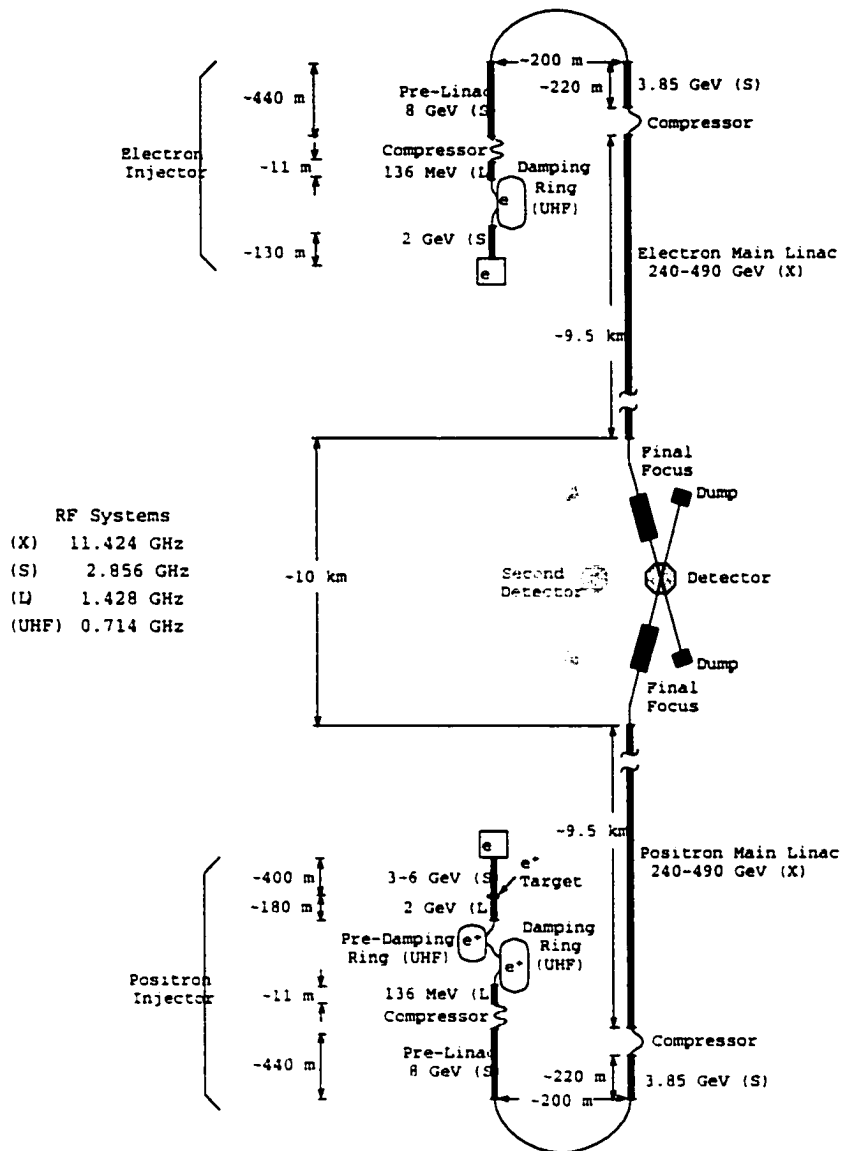 ~200 m
~440 m
Pre-Linac
8 GeV (S)
~220 m
3.85 GeV (S)
Compressor
Electron
Injector
Compressor
~11 m
136 MeV (L
Damping
Ring
(UHF)
e
2 GeV (S
~130 m
e
Electron Main Linac
240-490 GeV (X)
~9.5 km
Final
Focus
Dump
RF Systems
(X) 11.424 GHz
(S) 2.856 GHz
(L) 1.428 GHz
(UHF) 0.714 GHz
~10 km
Second
Detector
Detector
Dump
Final
Focus
~9.5 km
e
~400 m
3-6 GeV (S)
e+
Target
Positron Main Linac
240-490 GeV (X)
~180 m
2 GeV (L
Pre-Damping
Ring (UHF)
e+
Damping
Ring
(UHF)
e+
Positron
Injector
~11 m
136 MeV (L
Compressor
Compressor
~440 m
Pre-Linac
8 GeV (S)
~220 m
3.85 GeV (S)
~200 m